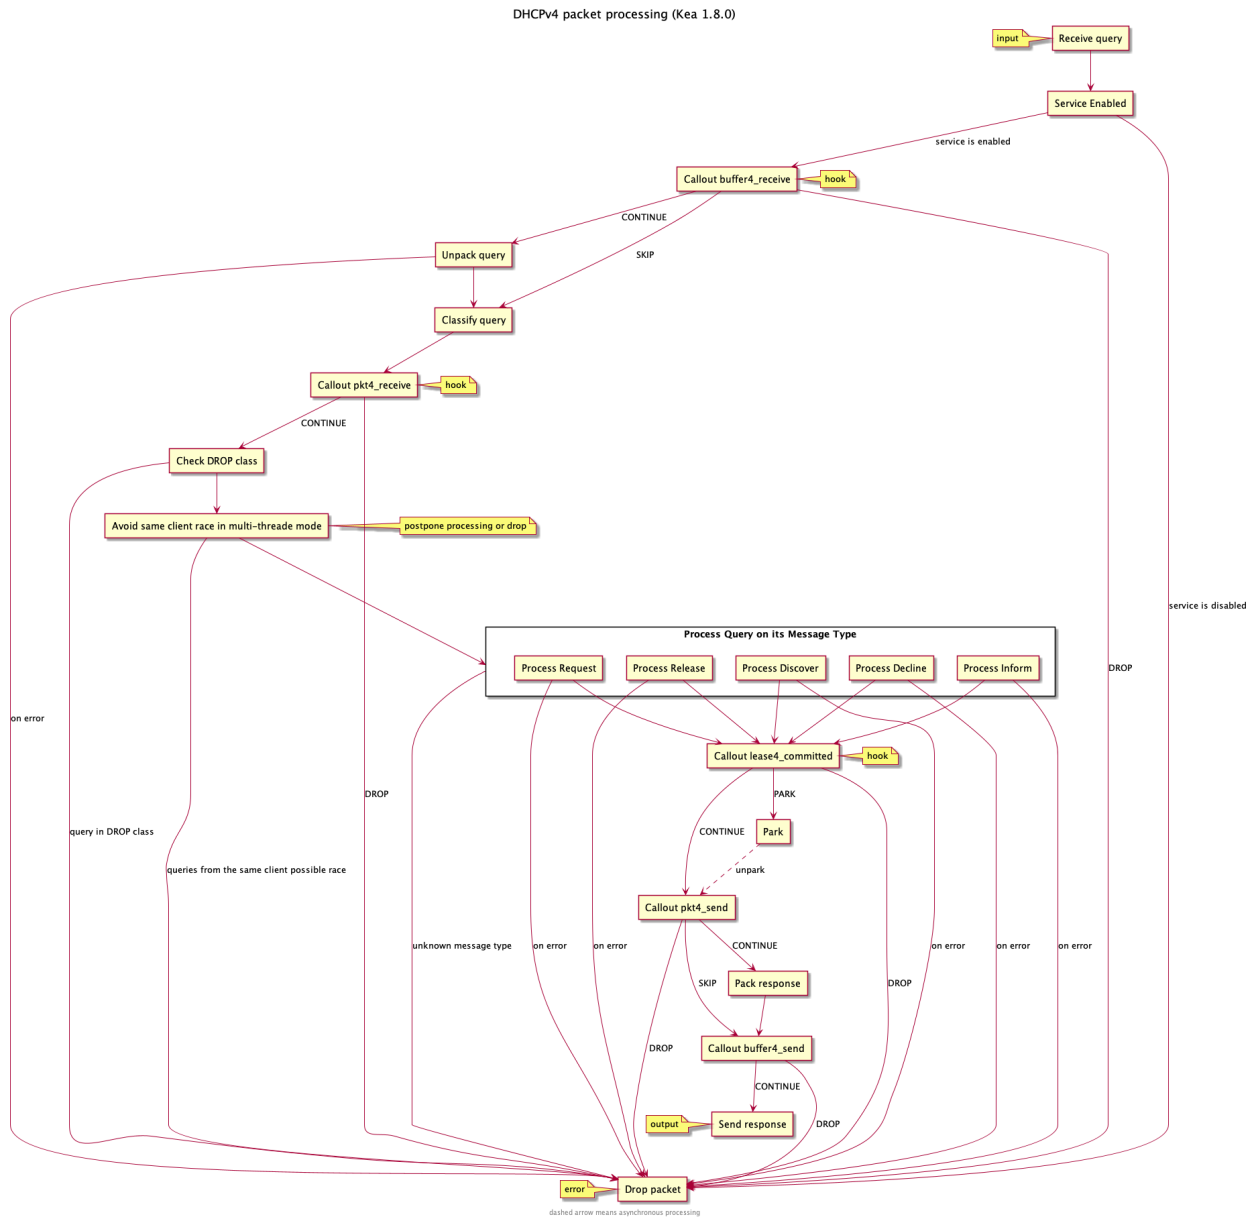 DHCPv4 packet processing (Kea 1.8.0)
input
Receive query
Service Enabled
service is enabled
Callout buffer4_receive
hook
CONTINUE
Unpack query
SKIP
Classify query
Callout pkt4_receive
hook
CONTINUE
Check DROP class
Avoid same client race in multi-threade mode
postpone processing or drop
service is disabled
Process Query on its Message Type
Process Request
Process Release
Process Discover
Process Decline
Process Inform
DROP
on error
Callout lease4_committed
hook
DROP
PARK
query in DROP class
CONTINUE
Park
queries from the same client possible race
unpark
Callout pkt4_send
unknown message type
on error
on error
CONTINUE
on error
on error
on error
SKIP
Pack response
DROP
DROP
Callout buffer4_send
CONTINUE
output
Send response
DROP
error
Drop packet
dashed arrow means asynchronous processing